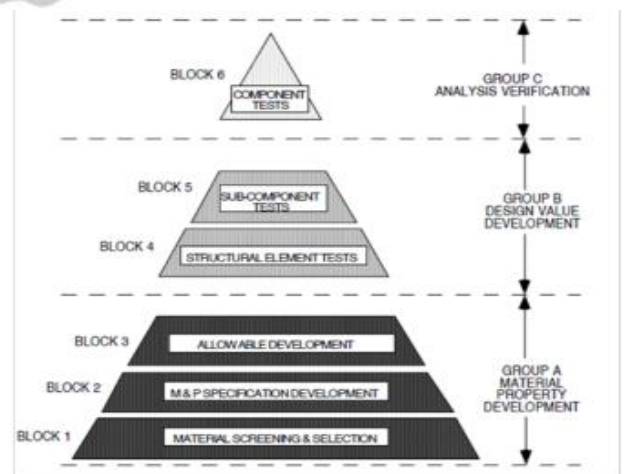 BLOCK 6
COMPONENT
TESTS
GROUP C
ANALYSIS VERIFICATION
BLOCK 5
SUB-COMPONENT
TESTS
GROUP B
DESIGN VALUE
DEVELOPMENT
BLOCK 4
STRUCTURAL ELEMENT TESTS
BLOCK 3
ALLOWABLE DEVELOPMENT
GROUP A
MATERIAL
PROPERTY
DEVELOPMENT
BLOCK 2
M & P SPECIFICATION DEVELOPMENT
BLOCK 1
MATERIAL SCREENING & SELECTION